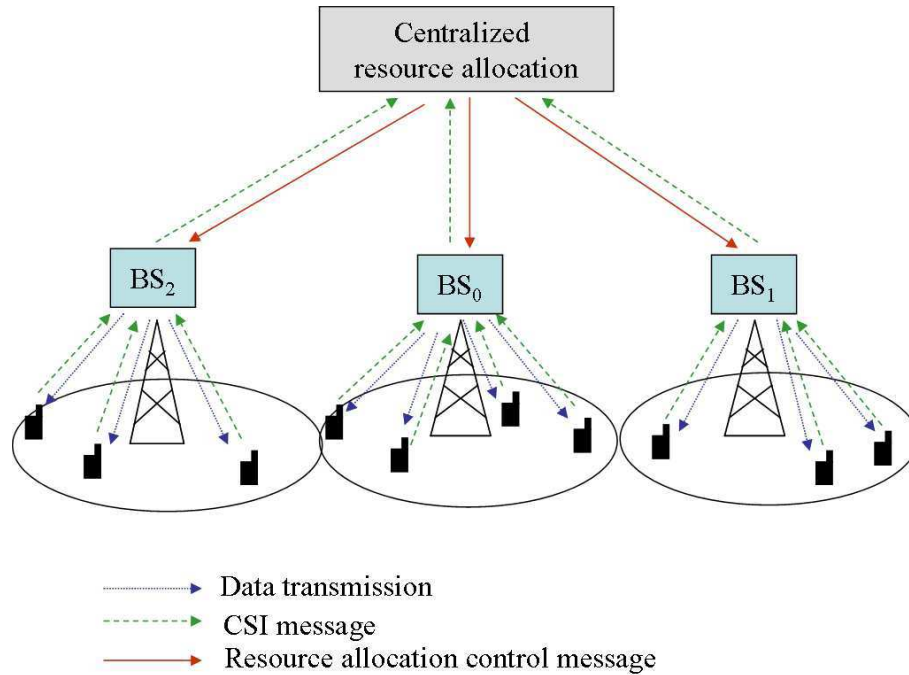 Centralized
resource allocation
BS₂
BS₀
BS₁
Data transmission
CSI message
Resource allocation control message